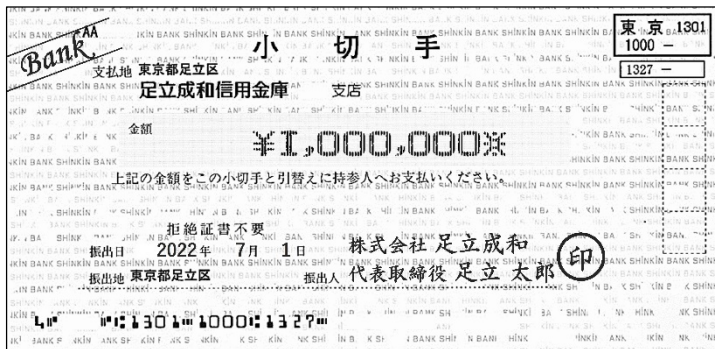 AA
Bank
小切手
東京 1301
1000 －
1327 －
支払地 東京都足立区
足立成和信用金庫 支店
金額
¥1,000,000※
上記の金額をこの小切手と引替えに持参人へお支払いください。
拒絶証書不要
振出日 2022年 7月 1日
振出地 東京都足立区
振出人
株式会社 足立成和
代表取締役 足立 太郎
印
⑈ ⑈⑆1301⑉1000⑆1327⑈